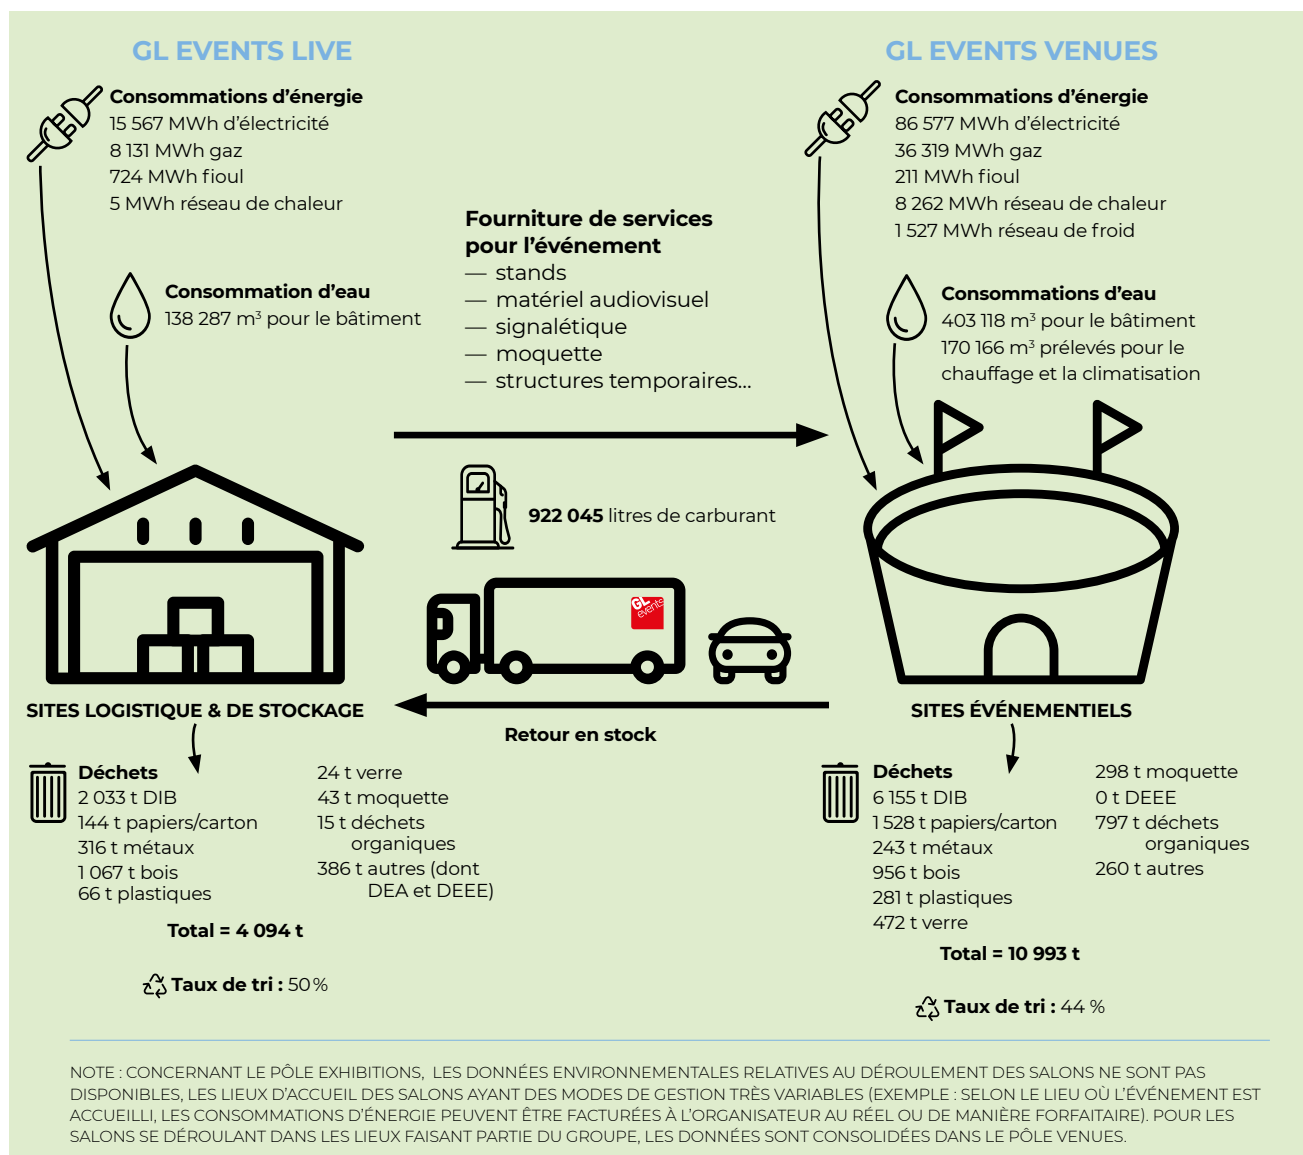 GL EVENTS LIVE
Consommations d’énergie
15 567 MWh d’électricité
8 131 MWh gaz
724 MWh fioul
5 MWh réseau de chaleur
Consommation d’eau
138 287 m³ pour le bâtiment
Fourniture de services
pour l’événement
— stands
— matériel audiovisuel
— signalétique
— moquette
— structures temporaires...
922 045 litres de carburant
GL
events
Retour en stock
GL EVENTS VENUES
Consommations d’énergie
86 577 MWh d’électricité
36 319 MWh gaz
211 MWh fioul
8 262 MWh réseau de chaleur
1 527 MWh réseau de froid
Consommations d’eau
403 118 m³ pour le bâtiment
170 166 m³ prélevés pour le
chauffage et la climatisation
SITES LOGISTIQUE & DE STOCKAGE
Déchets
2 033 t DIB
144 t papiers/carton
316 t métaux
1 067 t bois
66 t plastiques
24 t verre
43 t moquette
15 t déchets
organiques
386 t autres (dont
DEA et DEEE)
Total = 4 094 t
Taux de tri : 50 %
SITES ÉVÉNEMENTIELS
Déchets
6 155 t DIB
1 528 t papiers/carton
243 t métaux
956 t bois
281 t plastiques
472 t verre
298 t moquette
0 t DEEE
797 t déchets
organiques
260 t autres
Total = 10 993 t
Taux de tri : 44 %
NOTE : CONCERNANT LE PÔLE EXHIBITIONS, LES DONNÉES ENVIRONNEMENTALES RELATIVES AU DÉROULEMENT DES SALONS NE SONT PAS
DISPONIBLES, LES LIEUX D’ACCUEIL DES SALONS AYANT DES MODES DE GESTION TRÈS VARIABLES (EXEMPLE : SELON LE LIEU OÙ L’ÉVÉNEMENT EST
ACCUEILLI, LES CONSOMMATIONS D’ÉNERGIE PEUVENT ÊTRE FACTURÉES À L’ORGANISATEUR AU RÉEL OU DE MANIÈRE FORFAITAIRE). POUR LES
SALONS SE DÉROULANT DANS LES LIEUX FAISANT PARTIE DU GROUPE, LES DONNÉES SONT CONSOLIDÉES DANS LE PÔLE VENUES.